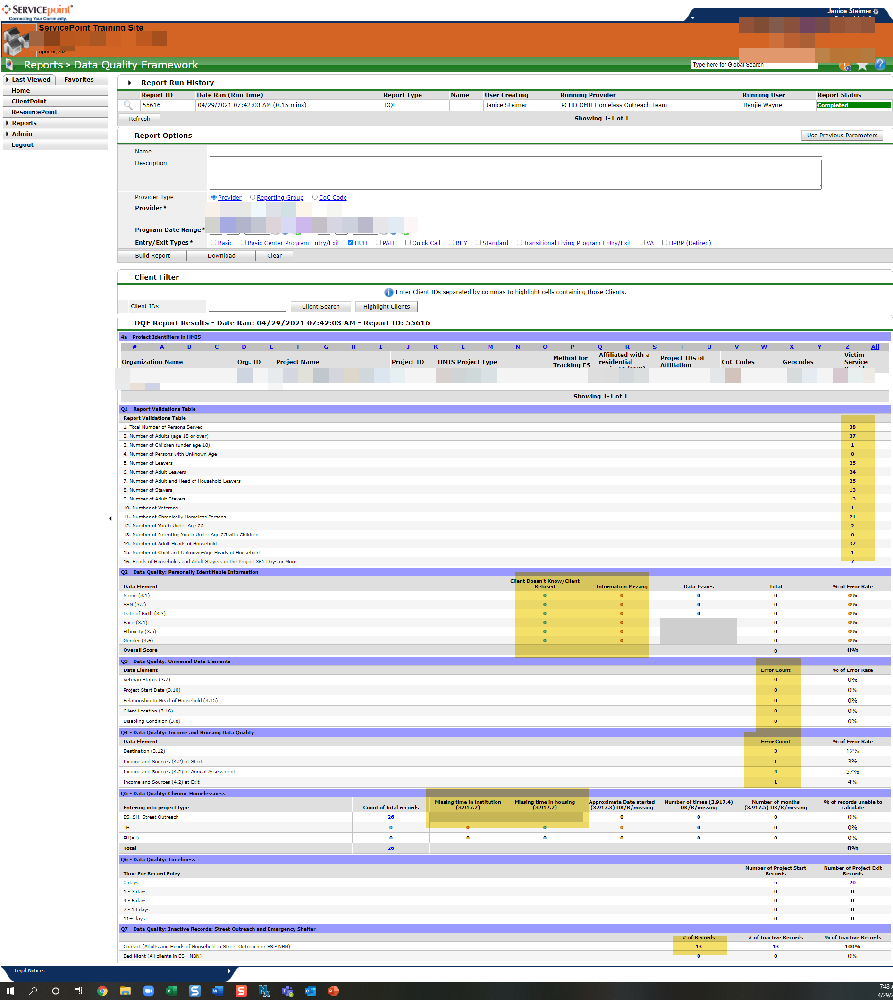 SERVICEpoint®
Connecting Your Community.
Janice Steimer
ServicePoint Training Site
April 29, 2021
Reports > Data Quality Framework
Type here for Global Search
Last Viewed Favorites
Home
ClientPoint
ResourcePoint
Reports
Admin
Logout
Report Run History
Report ID Date Ran (Run-time) Report Type Name User Creating Running Provider Running User Report Status
55616 04/29/2021 07:42:03 AM (0.15 mins) DQF Janice Steimer PCHO OMH Homeless Outreach Team Benjie Wayne Completed
Refresh Showing 1-1 of 1
Report Options Use Previous Parameters
Name
Description
Provider Type Provider Reporting Group CoC Code
Provider *
Program Date Range *
Entry/Exit Types * Basic Basic Center Program Entry/Exit HUD PATH Quick Call RHY Standard Transitional Living Program Entry/Exit VA HPRP (Retired)
Build Report Download Clear
Client Filter
Enter Client IDs separated by commas to highlight cells containing those Clients.
Client IDs Client Search Highlight Clients
DQF Report Results - Date Ran: 04/29/2021 07:42:03 AM - Report ID: 55616
4a - Project Identifiers in HMIS
# A B C D E F G H I J K L M N O P Q R S T U V W X Y Z All
Organization Name Org. ID Project Name Project ID HMIS Project Type Method for Tracking ES Affiliated with a residential project? (SSO) Project IDs of Affiliation CoC Codes Geocodes Victim Service Provider
Showing 1-1 of 1
Q1 - Report Validations Table
Report Validations Table
1. Total Number of Persons Served 38
2. Number of Adults (age 18 or over) 37
3. Number of Children (under age 18) 1
4. Number of Persons with Unknown Age 0
5. Number of Leavers 25
6. Number of Adult Leavers 24
7. Number of Adult and Head of Household Leavers 25
8. Number of Stayers 13
9. Number of Adult Stayers 13
10. Number of Veterans 1
11. Number of Chronically Homeless Persons 21
12. Number of Youth Under Age 25 2
13. Number of Parenting Youth Under Age 25 with Children 0
14. Number of Adult Heads of Household 37
15. Number of Child and Unknown-Age Heads of Household 1
16. Heads of Households and Adult Stayers in the Project 365 Days or More 7
Q2 - Data Quality: Personally Identifiable Information
Data Element Client Doesn't Know/Client Refused Information Missing Data Issues Total % of Error Rate
Name (3.1) 0 0 0 0 0%
SSN (3.2) 0 0 0 0 0%
Date of Birth (3.3) 0 0 0 0 0%
Race (3.4) 0 0 0 0%
Ethnicity (3.5) 0 0 0 0%
Gender (3.6) 0 0 0 0%
Overall Score 0 0%
Q3 - Data Quality: Universal Data Elements
Data Element Error Count % of Error Rate
Veteran Status (3.7) 0 0%
Project Start Date (3.10) 0 0%
Relationship to Head of Household (3.15) 0 0%
Client Location (3.16) 0 0%
Disabling Condition (3.8) 0 0%
Q4 - Data Quality: Income and Housing Data Quality
Data Element Error Count % of Error Rate
Destination (3.12) 3 12%
Income and Sources (4.2) at Start 1 3%
Income and Sources (4.2) at Annual Assessment 4 57%
Income and Sources (4.2) at Exit 1 4%
Q5 - Data Quality: Chronic Homelessness
Entering into project type Count of total records Missing time in institution (3.917.2) Missing time in housing (3.917.2) Approximate Date started (3.917.3) DK/R/missing Number of times (3.917.4) DK/R/missing Number of months (3.917.5) DK/R/missing % of records unable to calculate
ES, SH, Street Outreach 26 0 0 0 0%
TH 0 0 0 0 0 0 0%
PH(all) 0 0 0 0 0 0 0%
Total 26 0%
Q6 - Data Quality: Timeliness
Time For Record Entry Number of Project Start Records Number of Project Exit Records
0 days 6 20
1 - 3 days 0 0
4 - 6 days 0 0
7 - 10 days 0 0
11+ days 0 0
Q7 - Data Quality: Inactive Records: Street Outreach and Emergency Shelter
# of Records # of Inactive Records % of Inactive Records
Contact (Adults and Heads of Household in Street Outreach or ES - NBN) 13 13 100%
Bed Night (All clients in ES - NBN) 0 0 0%
Legal Notices
7:43
4/29/2